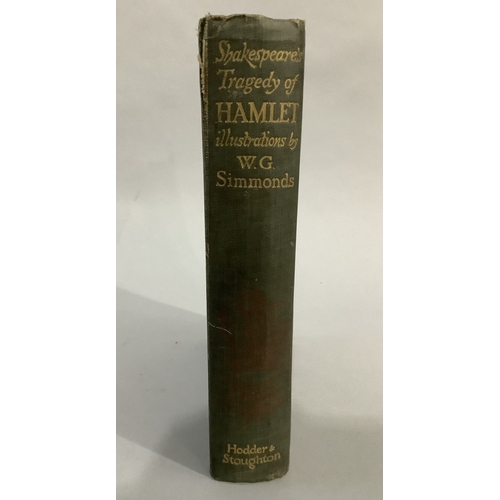 Shakespeare's
Tragedy of
HAMLET
illustrations by
W.G.
Simmonds
Hodder &
Stoughton